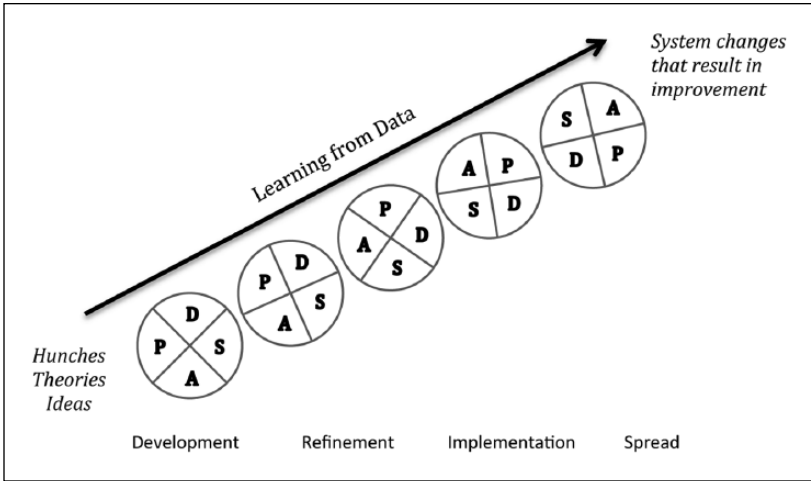 System changes
that result in
improvement
Learning from Data
S A
D P
A P
S D
P
A D
S
P D
A S
D
P S
A
Hunches
Theories
Ideas
Development Refinement Implementation Spread